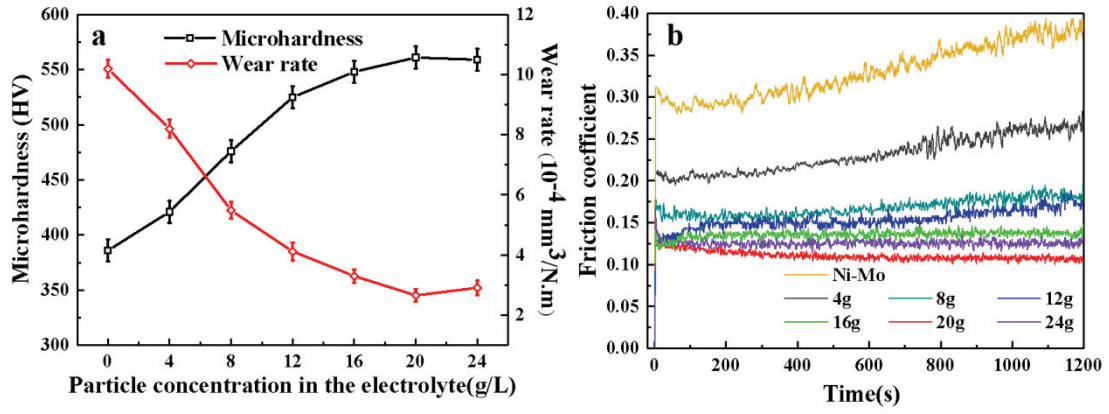 a
Microhardness
Wear rate
Microhardness (HV)
600
550
500
450
400
350
300
Wear rate (10-4 mm3/N.m)
12
10
8
6
4
2
0 4 8 12 16 20 24
Particle concentration in the electrolyte(g/L)
b
Friction coefficient
0.40
0.35
0.30
0.25
0.20
0.15
0.10
0.05
0.00
Ni-Mo
4g 8g 12g
16g 20g 24g
0 200 400 600 800 1000 1200
Time(s)